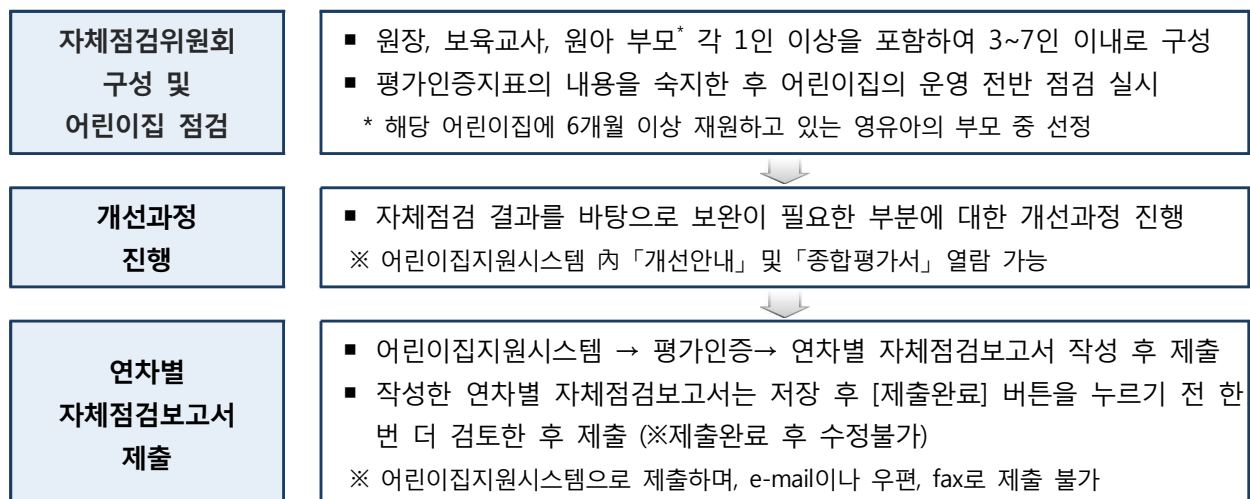 자체점검위원회
구성 및
어린이집 점검
▪ 원장, 보육교사, 원아 부모* 각 1인 이상을 포함하여 3~7인 이내로 구성
▪ 평가인증지표의 내용을 숙지한 후 어린이집의 운영 전반 점검 실시
* 해당 어린이집에 6개월 이상 재원하고 있는 영유아의 부모 중 선정
개선과정
진행
▪ 자체점검 결과를 바탕으로 보완이 필요한 부분에 대한 개선과정 진행
※ 어린이집지원시스템 內「개선안내」및「종합평가서」열람 가능
연차별
자체점검보고서
제출
▪ 어린이집지원시스템 → 평가인증→ 연차별 자체점검보고서 작성 후 제출
▪ 작성한 연차별 자체점검보고서는 저장 후 [제출완료] 버튼을 누르기 전 한
번 더 검토한 후 제출 (※제출완료 후 수정불가)
※ 어린이집지원시스템으로 제출하며, e-mail이나 우편, fax로 제출 불가